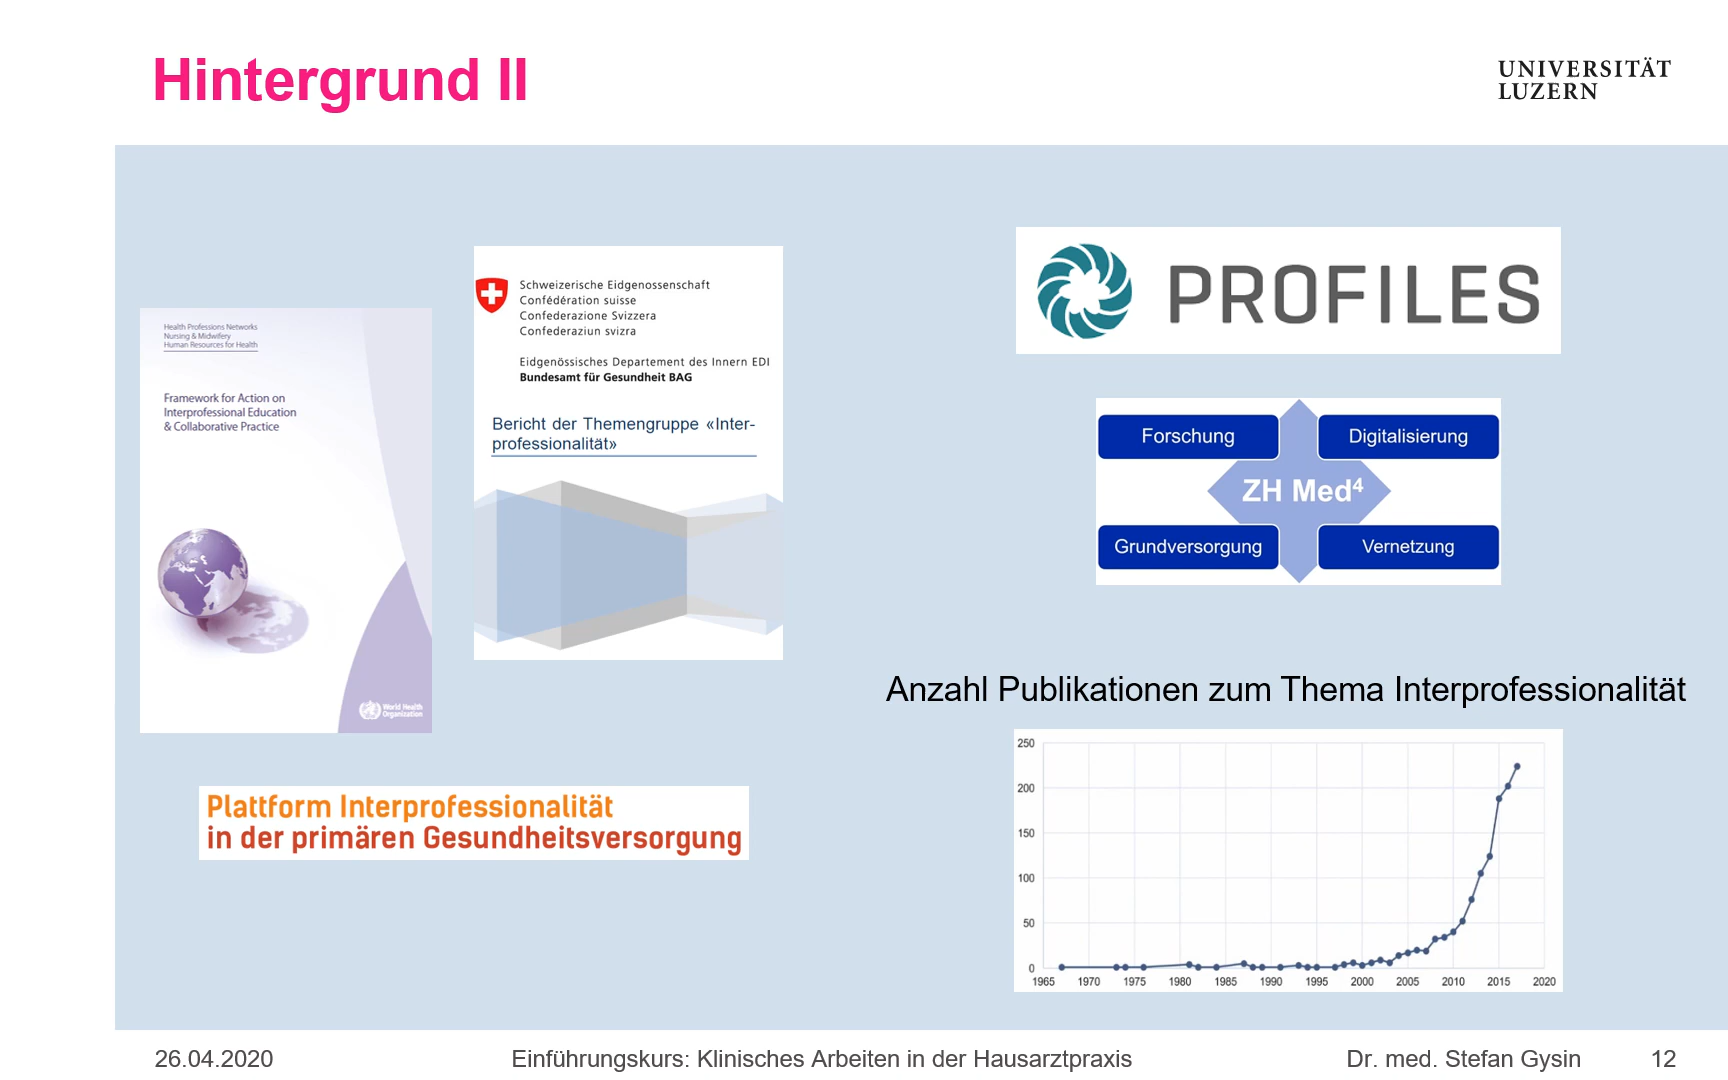 Hintergrund II
UNIVERSITÄT
LUZERN
Health Professions Networks
Nursing & Midwifery
Human Resources for Health
Framework for Action on
Interprofessional Education
& Collaborative Practice
World Health
Organization
Schweizerische Eidgenossenschaft
Confédération suisse
Confederazione Svizzera
Confederaziun svizra
Eidgenössisches Departement des Innern EDI
Bundesamt für Gesundheit BAG
Bericht der Themengruppe «Inter-
professionalität»
Plattform Interprofessionalität
in der primären Gesundheitsversorgung
PROFILES
Forschung
Digitalisierung
ZH Med⁴
Grundversorgung
Vernetzung
Anzahl Publikationen zum Thema Interprofessionalität
250
200
150
100
50
0
1965 1970 1975 1980 1985 1990 1995 2000 2005 2010 2015 2020
26.04.2020
Einführungskurs: Klinisches Arbeiten in der Hausarztpraxis
Dr. med. Stefan Gysin
12